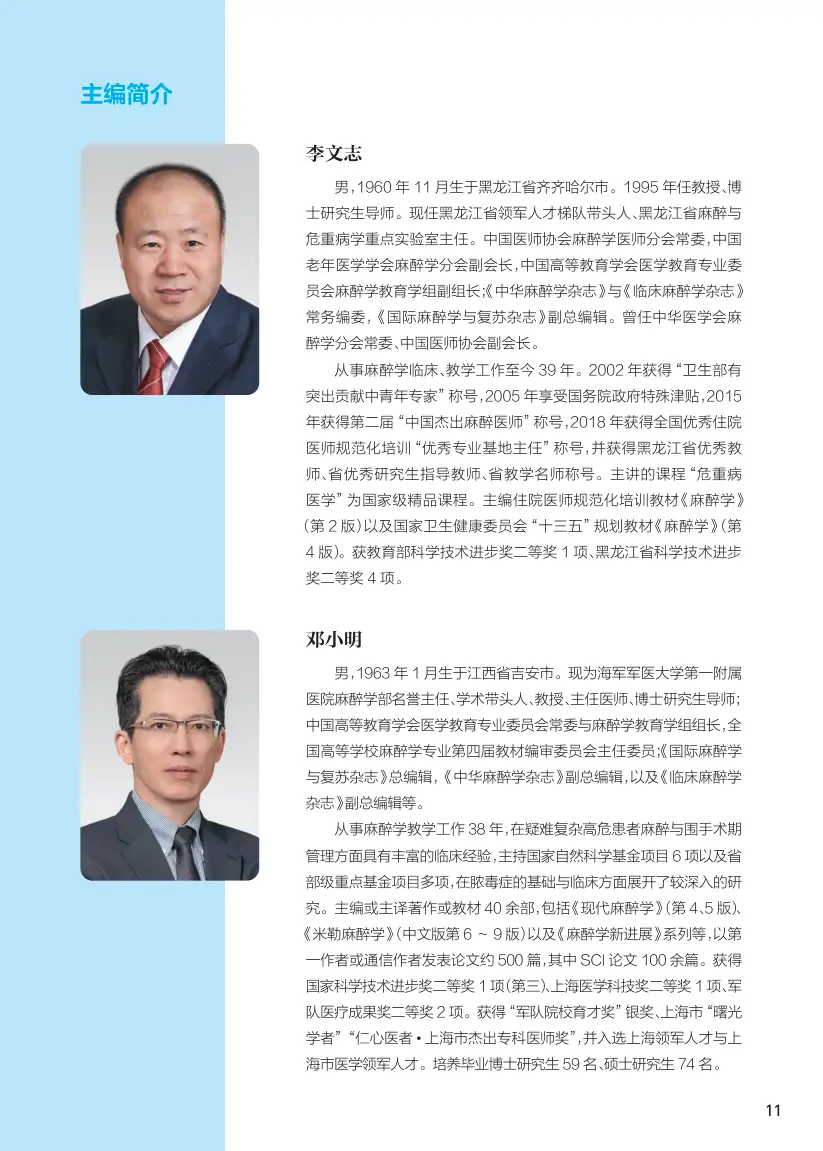 主编简介
李文志
男，1960 年 11 月生于黑龙江省齐齐哈尔市。1995 年任教授、博
士研究生导师。现任黑龙江省领军人才梯队带头人、黑龙江省麻醉与
危重病学重点实验室主任。中国医师协会麻醉学医师分会常委，中国
老年医学学会麻醉学分会副会长，中国高等教育学会医学教育专业委
员会麻醉学教育学组副组长；《中华麻醉学杂志》与《临床麻醉学杂志》
常务编委，《国际麻醉学与复苏杂志》副总编辑。曾任中华医学会麻
醉学分会常委、中国医师协会副会长。
从事麻醉学临床、教学工作至今 39 年。2002 年获得“卫生部有
突出贡献中青年专家”称号，2005 年享受国务院政府特殊津贴，2015
年获得第二届“中国杰出麻醉医师”称号，2018 年获得全国优秀住院
医师规范化培训“优秀专业基地主任”称号，并获得黑龙江省优秀教
师、省优秀研究生指导教师、省教学名师称号。主讲的课程“危重病
医学”为国家级精品课程。主编住院医师规范化培训教材《麻醉学》
（第 2 版）以及国家卫生健康委员会“十三五”规划教材《麻醉学》（第
4 版）。获教育部科学技术进步奖二等奖 1 项、黑龙江省科学技术进步
奖二等奖 4 项。
邓小明
男，1963 年 1 月生于江西省吉安市。现为海军军医大学第一附属
医院麻醉学部名誉主任、学术带头人、教授、主任医师、博士研究生导师；
中国高等教育学会医学教育专业委员会常委与麻醉学教育学组组长，全
国高等学校麻醉学专业第四届教材编审委员会主任委员；《国际麻醉学
与复苏杂志》总编辑，《中华麻醉学杂志》副总编辑，以及《临床麻醉学
杂志》副总编辑等。
从事麻醉学教学工作 38 年，在疑难复杂高危患者麻醉与围手术期
管理方面具有丰富的临床经验，主持国家自然科学基金项目 6 项以及省
部级重点基金项目多项，在脓毒症的基础与临床方面展开了较深入的研
究。主编或主译著作或教材 40 余部，包括《现代麻醉学》（第 4、5 版）、
《米勒麻醉学》（中文版第 6 ～ 9 版）以及《麻醉学新进展》系列等，以第
一作者或通信作者发表论文约 500 篇，其中 SCI 论文 100 余篇。获得
国家科学技术进步奖二等奖 1 项（第三）、上海医学科技奖二等奖 1 项、军
队医疗成果奖二等奖 2 项。获得“军队院校育才奖”银奖、上海市“曙光
学者”“仁心医者·上海市杰出专科医师奖”，并入选上海领军人才与上
海市医学领军人才。培养毕业博士研究生 59 名、硕士研究生 74 名。
11